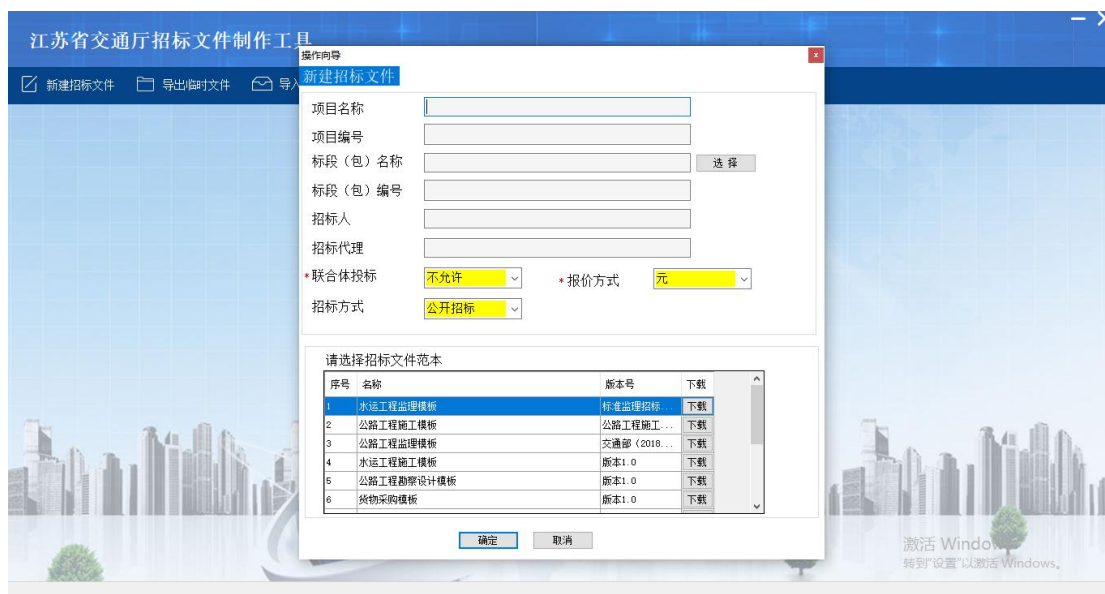 江苏省交通厅招标文件制作工具
新建招标文件 导出临时文件 导入
操作向导
新建招标文件
项目名称
项目编号
标段（包）名称 选择
标段（包）编号
招标人
招标代理
*联合体投标 不允许 *报价方式 元
招标方式 公开招标
请选择招标文件范本
序号 名称 版本号 下载
1 水运工程监理模板 标准监理招标... 下载
2 公路工程施工模板 公路工程施工... 下载
3 公路工程监理模板 交通部（2018... 下载
4 水运工程施工模板 版本1.0 下载
5 公路工程勘察设计模板 版本1.0 下载
6 货物采购模板 版本1.0 下载
确定 取消
激活 Windows
转到"设置"以激活 Windows。